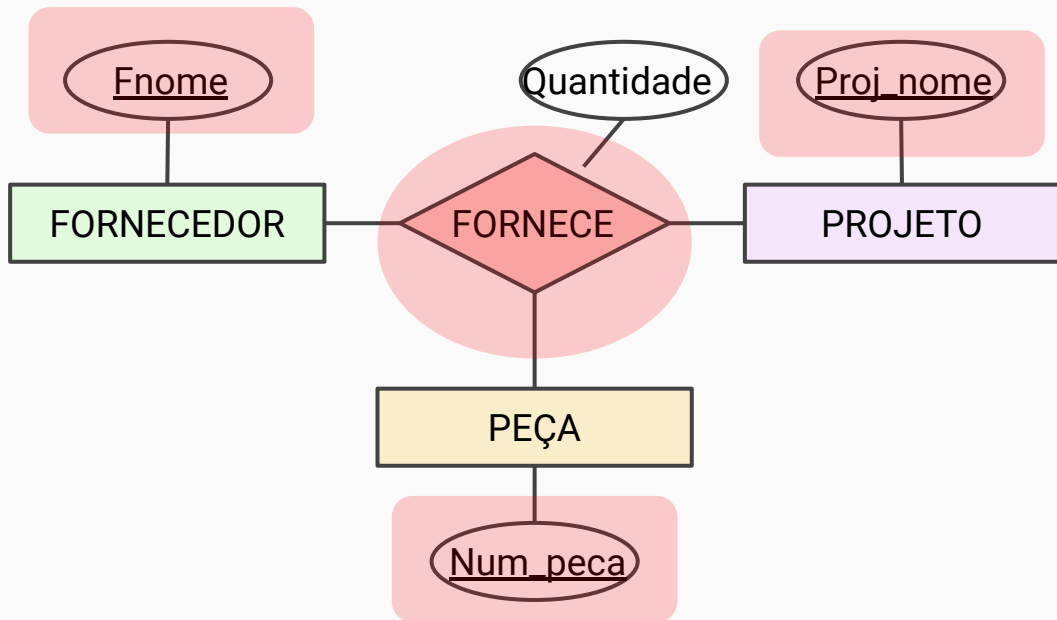 Fnome
Quantidade
Proj_nome
FORNECEDOR
FORNECE
PROJETO
PEÇA
Num_peca